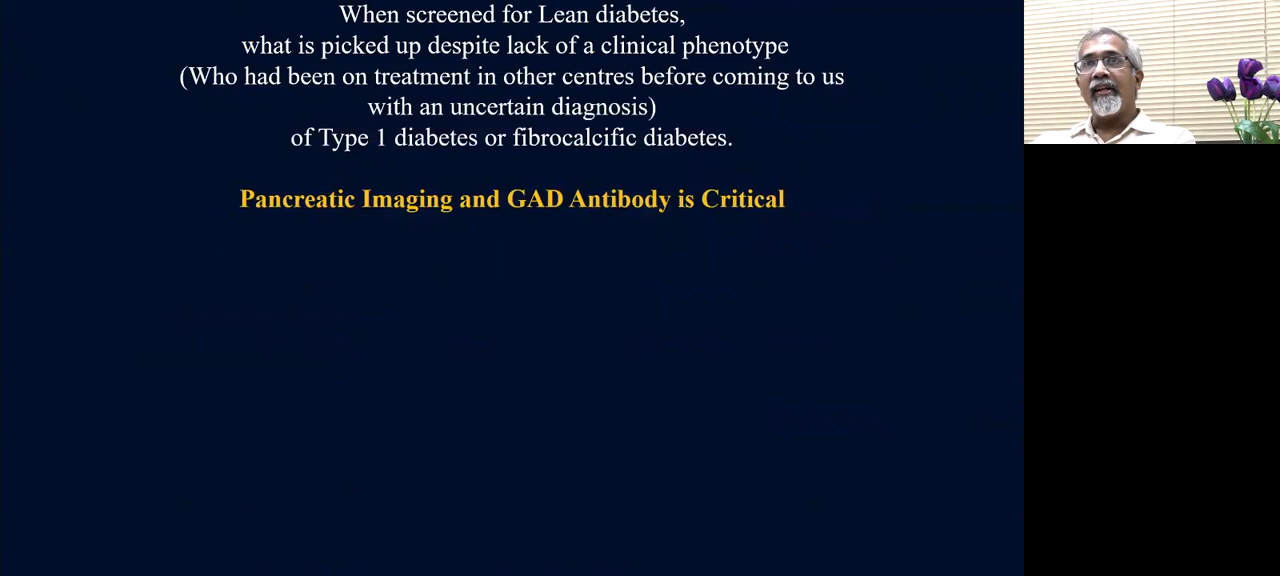 When screened for Lean diabetes,
what is picked up despite lack of a clinical phenotype
(Who had been on treatment in other centres before coming to us
with an uncertain diagnosis)
of Type 1 diabetes or fibrocalcific diabetes.
Pancreatic Imaging and GAD Antibody is Critical